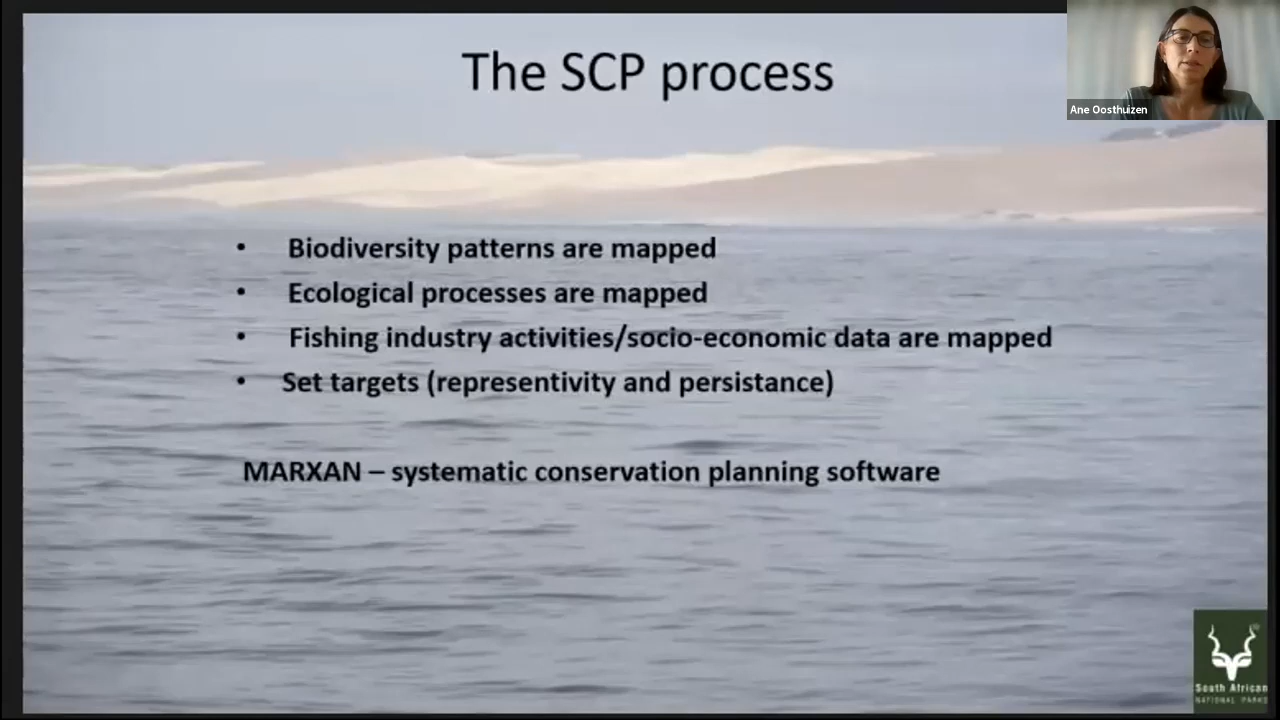 The SCP process
Ane Oosthuizen
• Biodiversity patterns are mapped
• Ecological processes are mapped
• Fishing industry activities/socio-economic data are mapped
• Set targets (representivity and persistance)
MARXAN – systematic conservation planning software
South African
NATIONAL PARKS